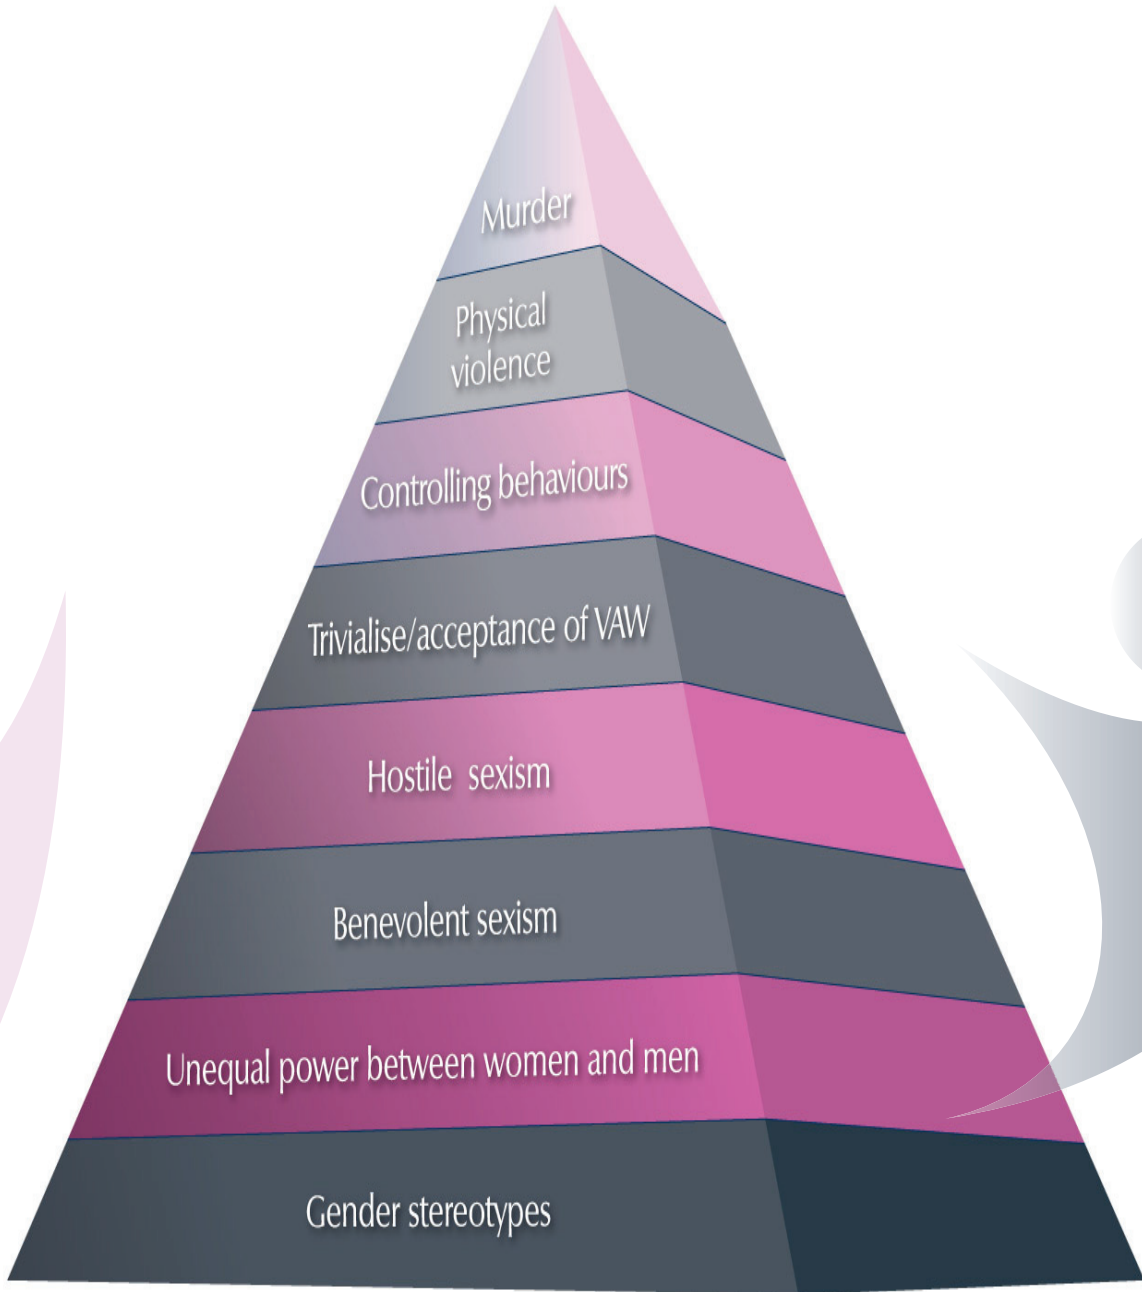 Murder
Physical
violence
Controlling behaviours
Trivialise/acceptance of VAW
Hostile sexism
Benevolent sexism
Unequal power between women and men
Gender stereotypes